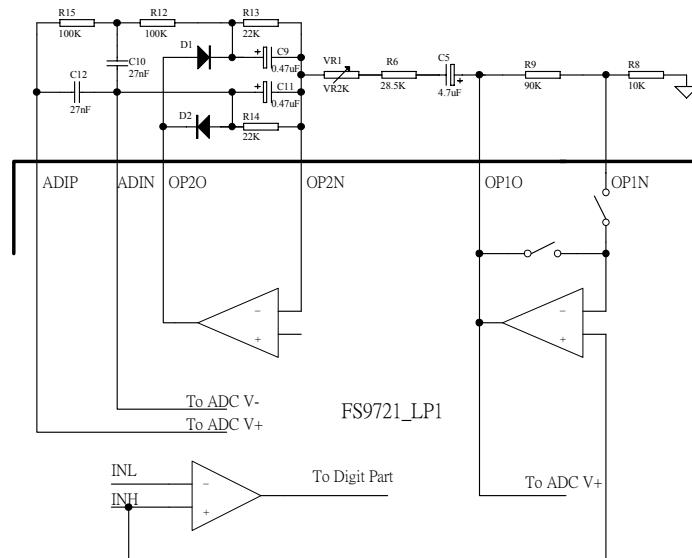 R15
100K
R12
100K
R13
22K
D1
C9
+
0.47uF
C10
27nF
C12
27nF
+
C11
0.47uF
D2
R14
22K
VR1
VR2K
R6
28.5K
C5
+
4.7uF
R9
90K
R8
10K
ADIP
ADIN
OP2O
OP2N
OP1O
OP1N
−
+
−
+
To ADC V-
To ADC V+
FS9721_LP1
INL
INH
−
+
To Digit Part
To ADC V+